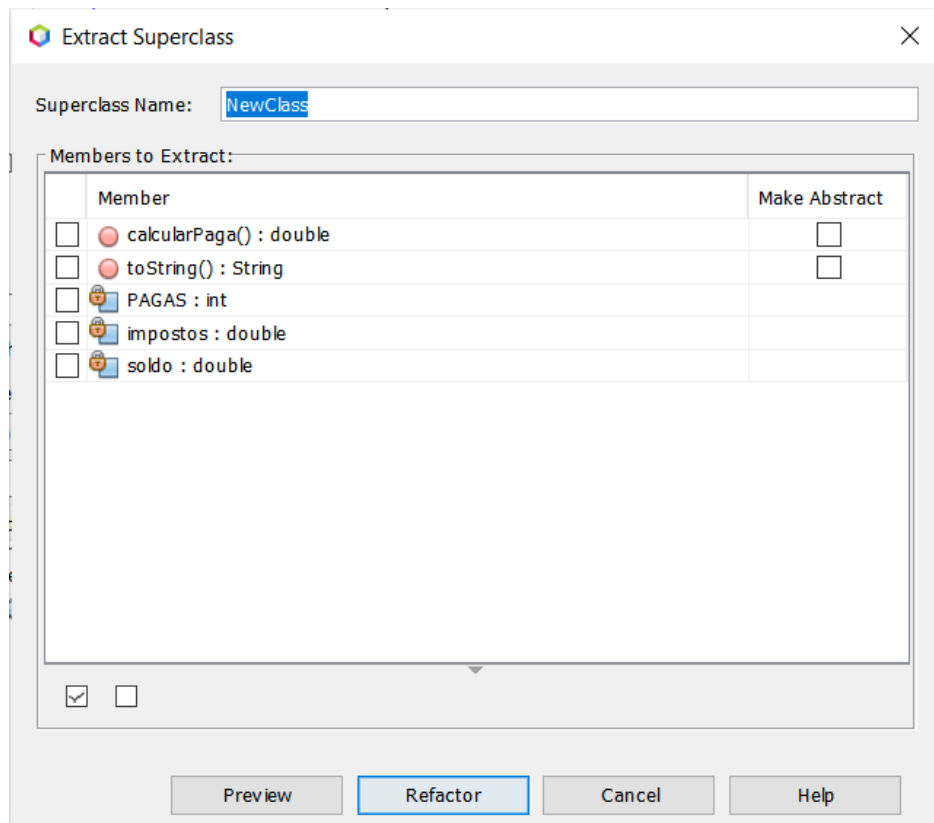 Extract Superclass
Superclass Name: NewClass
Members to Extract:
Member Make Abstract
calcularPaga() : double
toString() : String
PAGAS : int
impostos : double
soldo : double
Preview Refactor Cancel Help